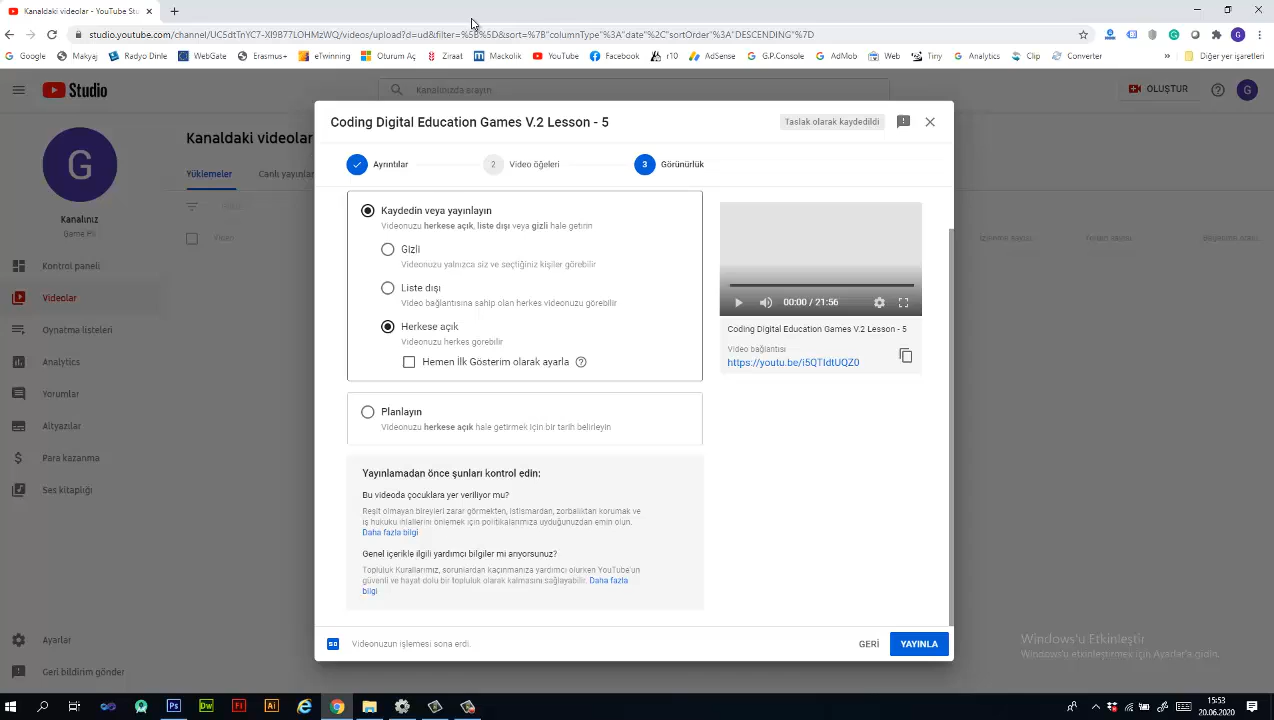 Kanaldaki videolar - YouTube Stu
studio.youtube.com/channel/UC5dtTnYC7-XI9B77LOHMzWQ/videos/upload?d=ud&filter=%5B%5D&sort=%7B"columnType"%3A"date"%2C"sortOrder"%3A"DESCENDING"%7D
Google Makyaj Radyo Dinle WebGate Erasmus+ eTwinning Oturum Aç Ziraat Mackolik YouTube Facebook r10 AdMob AdSense G.P.Console AdMob Web Tiny Analytics Clip Converter » Diğer yer işaretleri
Studio
Kanalınızda arayın
OLUŞTUR
G
Coding Digital Education Games V.2 Lesson - 5
Taslak olarak kaydedildi
Kanaldaki videolar
Ayrıntılar
2 Video öğeleri
3 Görünürlük
G
Yüklemeler
Canlı yayınlar
Kanalınız
Game PS
Kontrol paneli
Videolar
Oynatma listeleri
Analytics
Yorumlar
Altyazılar
Para kazanma
Ses kitaplığı
Ayarlar
Geri bildirim gönder
Kaydedin veya yayınlayın
Videonuzu herkese açık, liste dışı veya gizli hale getirin
Gizli
Videonuzu yalnızca siz ve seçtiğiniz kişiler görebilir
Liste dışı
Video bağlantısına sahip olan herkes videonuzu görebilir
Herkese açık
Videonuzu herkes görebilir
Hemen İlk Gösterim olarak ayarla
Planlayın
Videonuzu herkese açık hale getirmek için bir tarih belirleyin
Yayınlamadan önce şunları kontrol edin:
Bu videoda çocuklara yer veriliyor mu?
Reşit olmayan bireyleri zarar görmekten, istismardan, zorbalıktan korumak ve
iş hukuku ihlallerini önlemek için politikalarımıza uyduğunuzdan emin olun.
Daha fazla bilgi
Genel içerikle ilgili yardımcı bilgiler mi arıyorsunuz?
Topluluk Kurallarımız, sorunlardan kaçınmanıza yardımcı olurken YouTube'un
güvenli ve hayat dolu bir topluluk olarak kalmasını sağlayabilir. Daha fazla
bilgi
00:00 / 21:56
Coding Digital Education Games V.2 Lesson - 5
Video bağlantısı
https://youtu.be/i5QTIdtUQZ0
SD
Videonuzun işlemesi sona erdi.
GERİ
YAYINLA
Windows'u Etkinleştir
Windows'u etkinleştirmek için Ayarlar'a gidin.
Ps Dw Fl Ai
15:53
20.06.2020